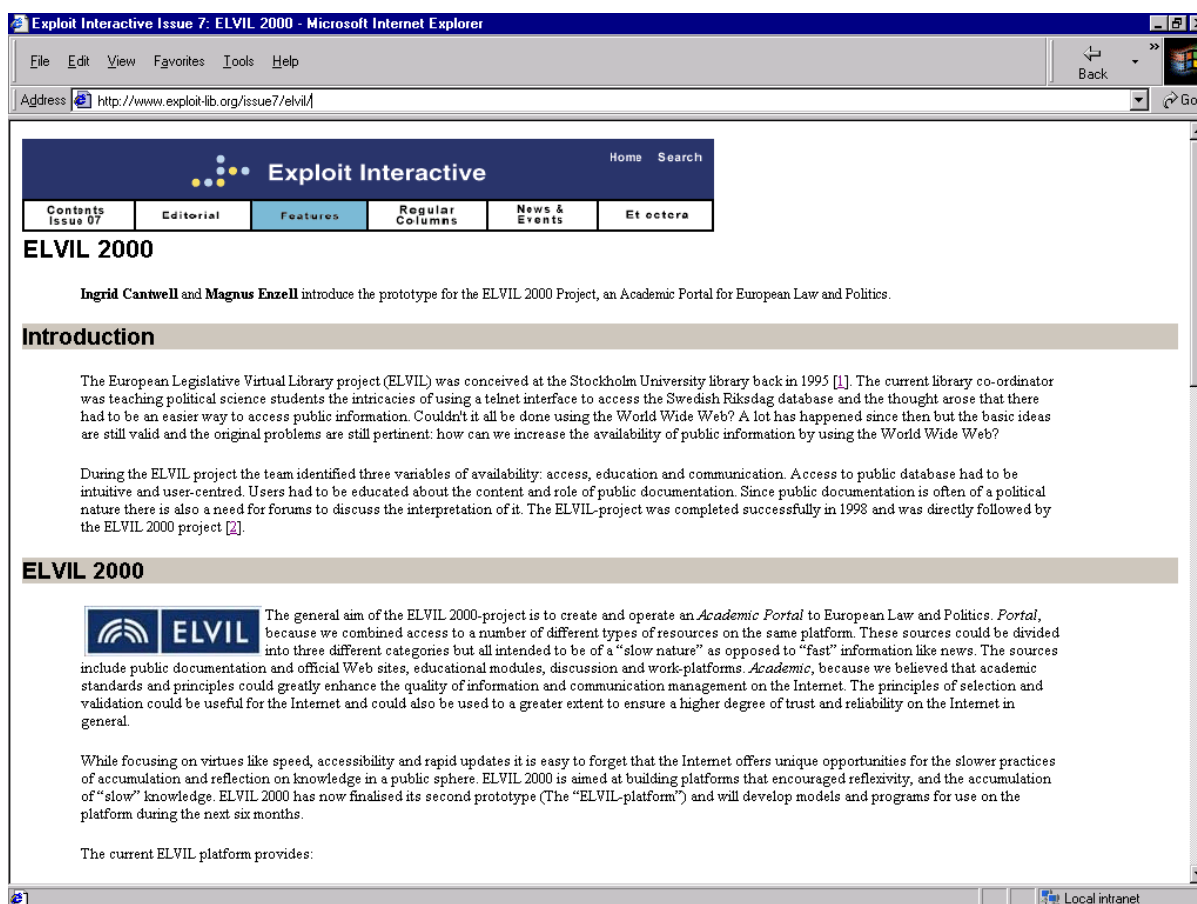 Exploit Interactive Issue 7: ELVIL 2000 - Microsoft Internet Explorer
File Edit View Favorites Tools Help
Back
»
Address http://www.exploit-lib.org/issue7/elvil/
Go
Exploit Interactive
Home Search
Contents Issue 07
Editorial
Features
Regular Columns
News & Events
Et cetera
ELVIL 2000
Ingrid Cantwell and Magnus Enzell introduce the prototype for the ELVIL 2000 Project, an Academic Portal for European Law and Politics.
Introduction
The European Legislative Virtual Library project (ELVIL) was conceived at the Stockholm University library back in 1995 [1]. The current library co-ordinator
was teaching political science students the intricacies of using a telnet interface to access the Swedish Riksdag database and the thought arose that there
had to be an easier way to access public information. Couldn't it all be done using the World Wide Web? A lot has happened since then but the basic ideas
are still valid and the original problems are still pertinent: how can we increase the availability of public information by using the World Wide Web?
During the ELVIL project the team identified three variables of availability: access, education and communication. Access to public database had to be
intuitive and user-centred. Users had to be educated about the content and role of public documentation. Since public documentation is often of a political
nature there is also a need for forums to discuss the interpretation of it. The ELVIL-project was completed successfully in 1998 and was directly followed by
the ELVIL 2000 project [2].
ELVIL 2000
ELVIL
The general aim of the ELVIL 2000-project is to create and operate an Academic Portal to European Law and Politics. Portal,
because we combined access to a number of different types of resources on the same platform. These sources could be divided
into three different categories but all intended to be of a “slow nature” as opposed to “fast” information like news. The sources
include public documentation and official Web sites, educational modules, discussion and work-platforms. Academic, because we believed that academic
standards and principles could greatly enhance the quality of information and communication management on the Internet. The principles of selection and
validation could be useful for the Internet and could also be used to a greater extent to ensure a higher degree of trust and reliability on the Internet in
general.
While focusing on virtues like speed, accessibility and rapid updates it is easy to forget that the Internet offers unique opportunities for the slower practices
of accumulation and reflection on knowledge in a public sphere. ELVIL 2000 is aimed at building platforms that encouraged reflexivity, and the accumulation
of “slow” knowledge. ELVIL 2000 has now finalised its second prototype (The “ELVIL-platform”) and will develop models and programs for use on the
platform during the next six months.
The current ELVIL platform provides:
Local intranet